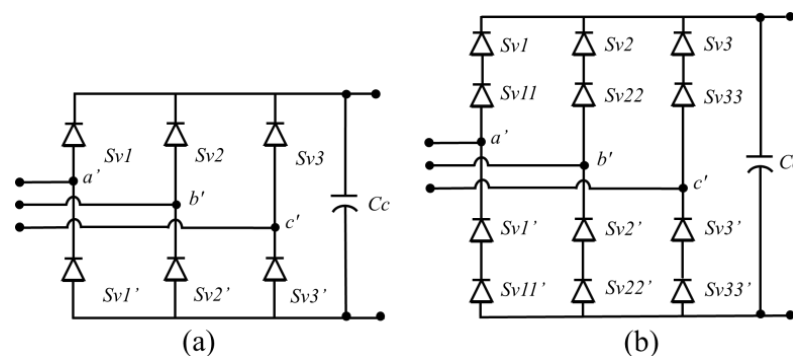 Sv1 Sv2 Sv3
a’
b′
c′
Cc
Sv1’ Sv2’ Sv3’
(a)
Sv1 Sv2 Sv3
Sv11 Sv22 Sv33
a’
b′
c′
C
Sv1’ Sv2’ Sv3’
Sv11’ Sv22’ Sv33’
(b)